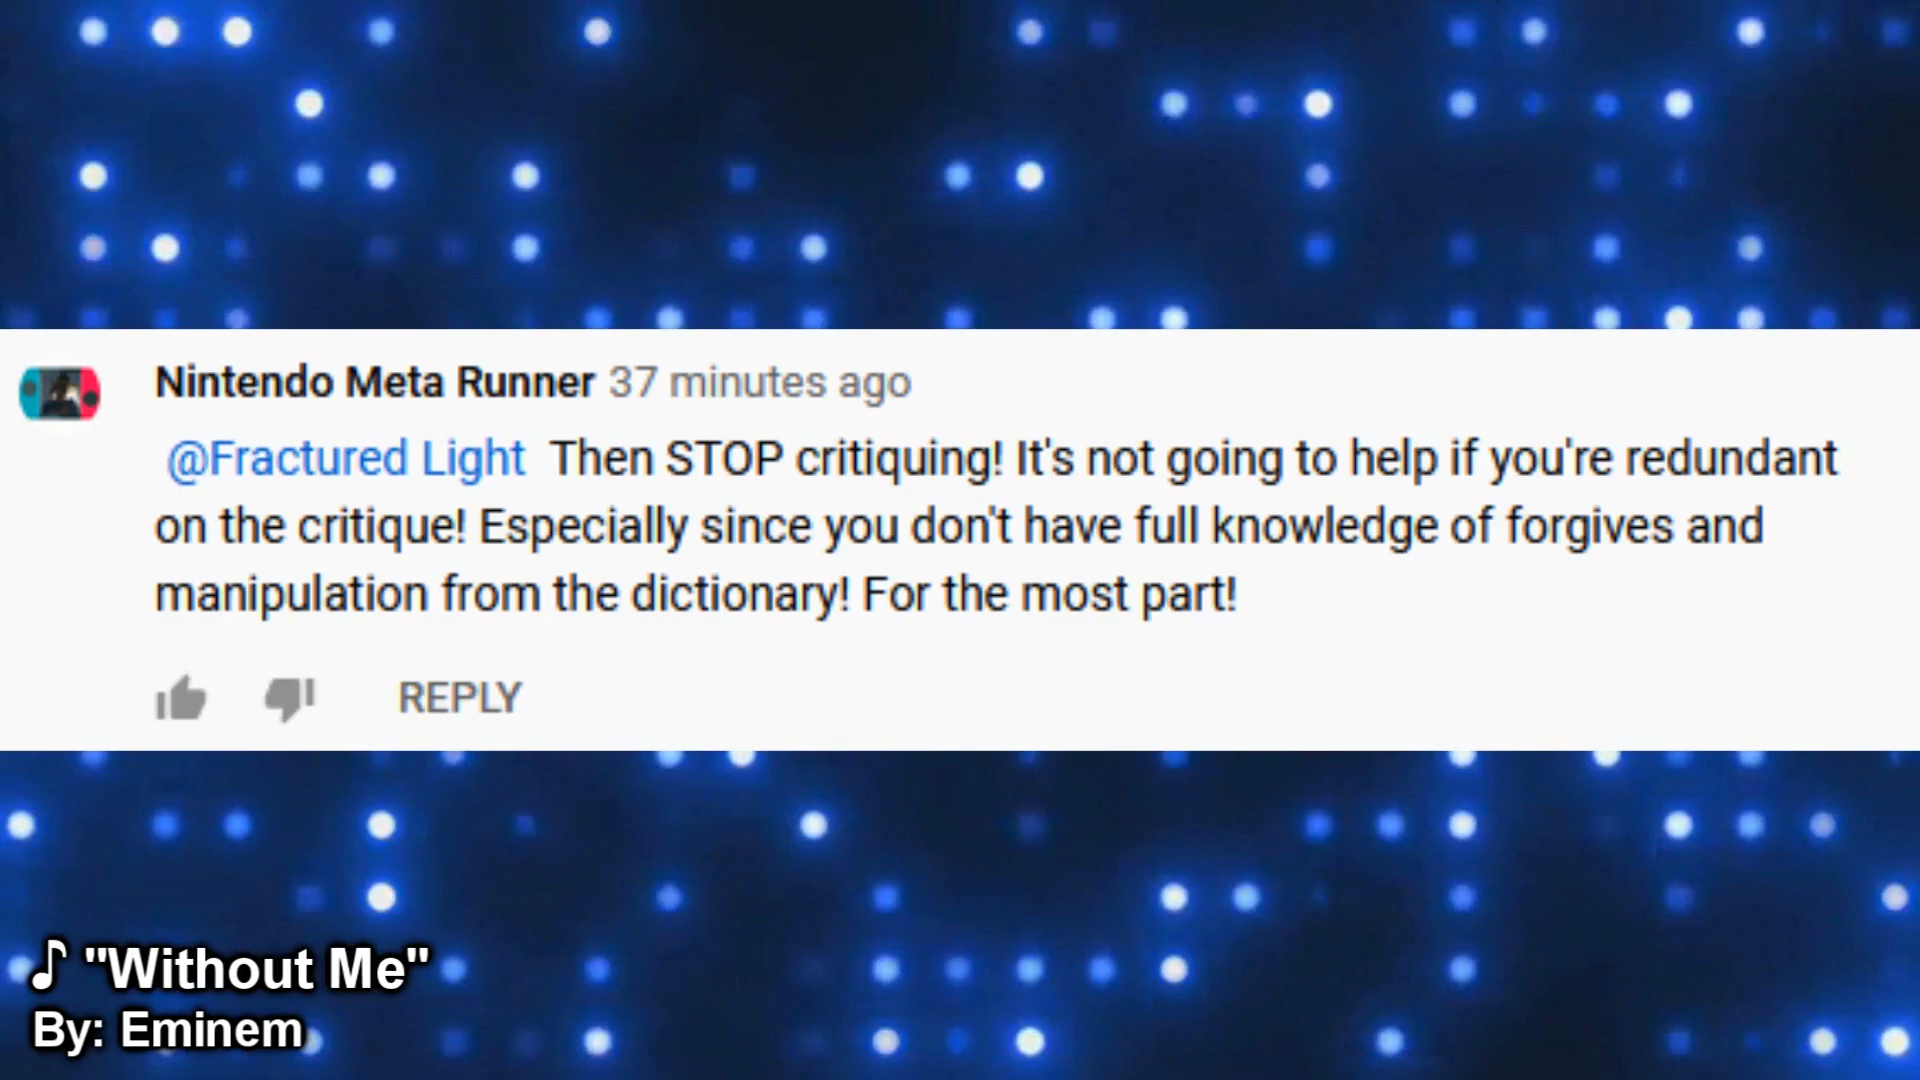 Nintendo Meta Runner 37 minutes ago
@Fractured Light Then STOP critiquing! It's not going to help if you're redundant
on the critique! Especially since you don't have full knowledge of forgives and
manipulation from the dictionary! For the most part!
REPLY
♪ "Without Me"
By: Eminem